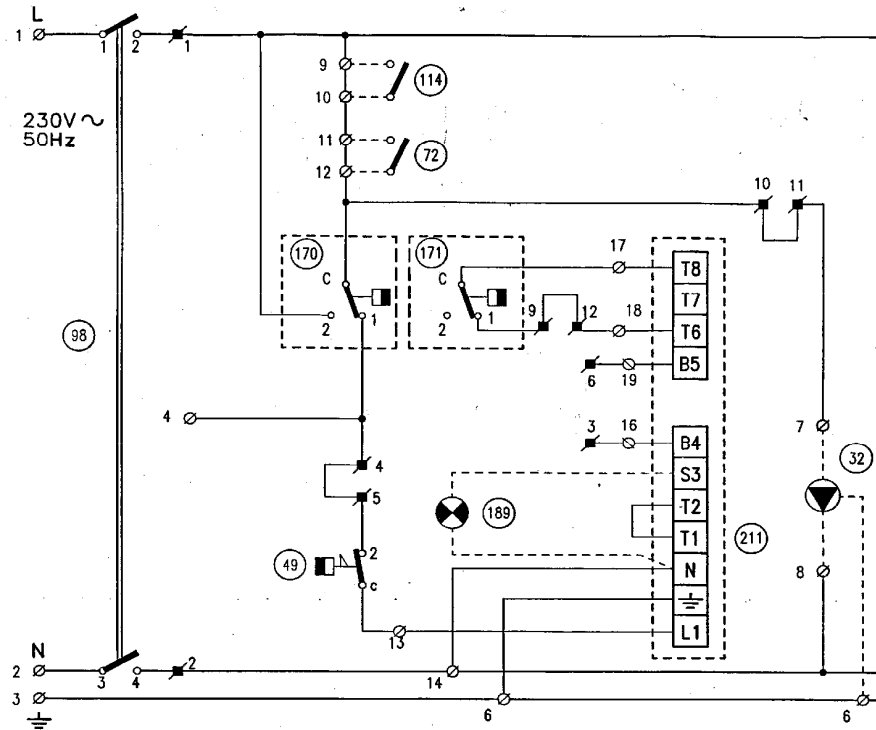 L
1 1 2 1
9
10 114
230V ~
50Hz
11
12 72
10 11
170 171 17
C C T8
T7
2 1 2 1 9 12 18 T6
98
6 19 B5
4 3 16 B4 7
4 S3 32
5 189 T2
T1 211
49 2 N 8
c
13 L1
N
2 3 4 2 14
3 6 6